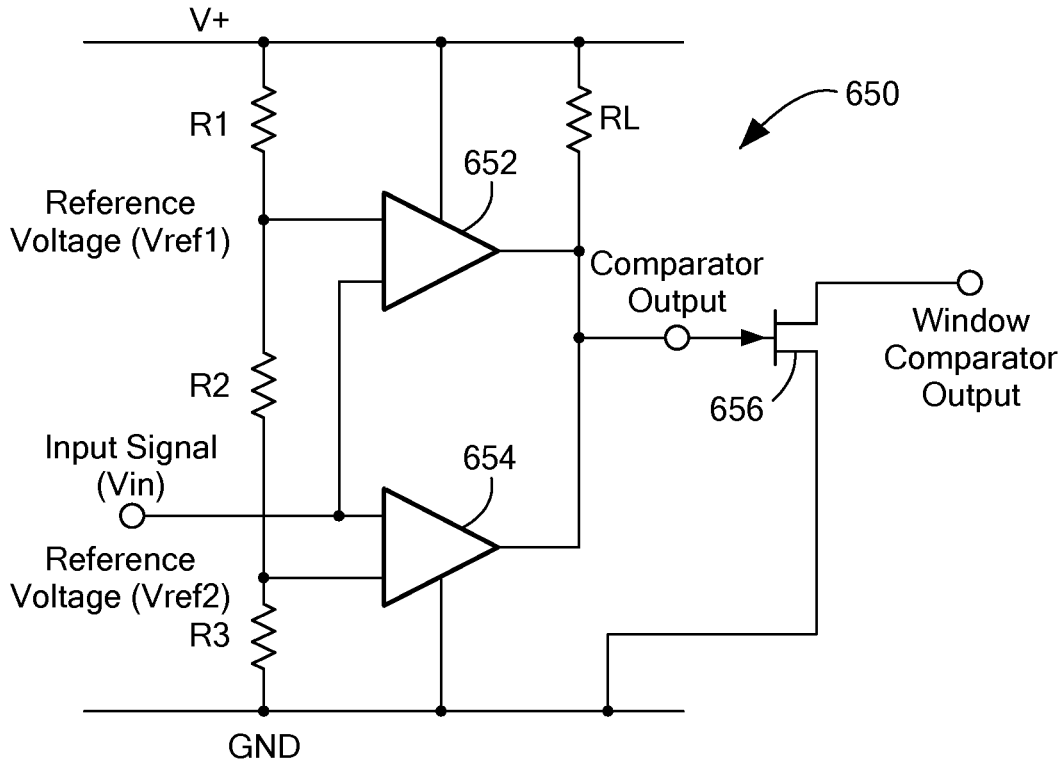 V+
650
R1
RL
652
Reference
Voltage (Vref1)
Comparator
Output
Window
Comparator
Output
R2
656
Input Signal
(Vin)
654
Reference
Voltage (Vref2)
R3
GND